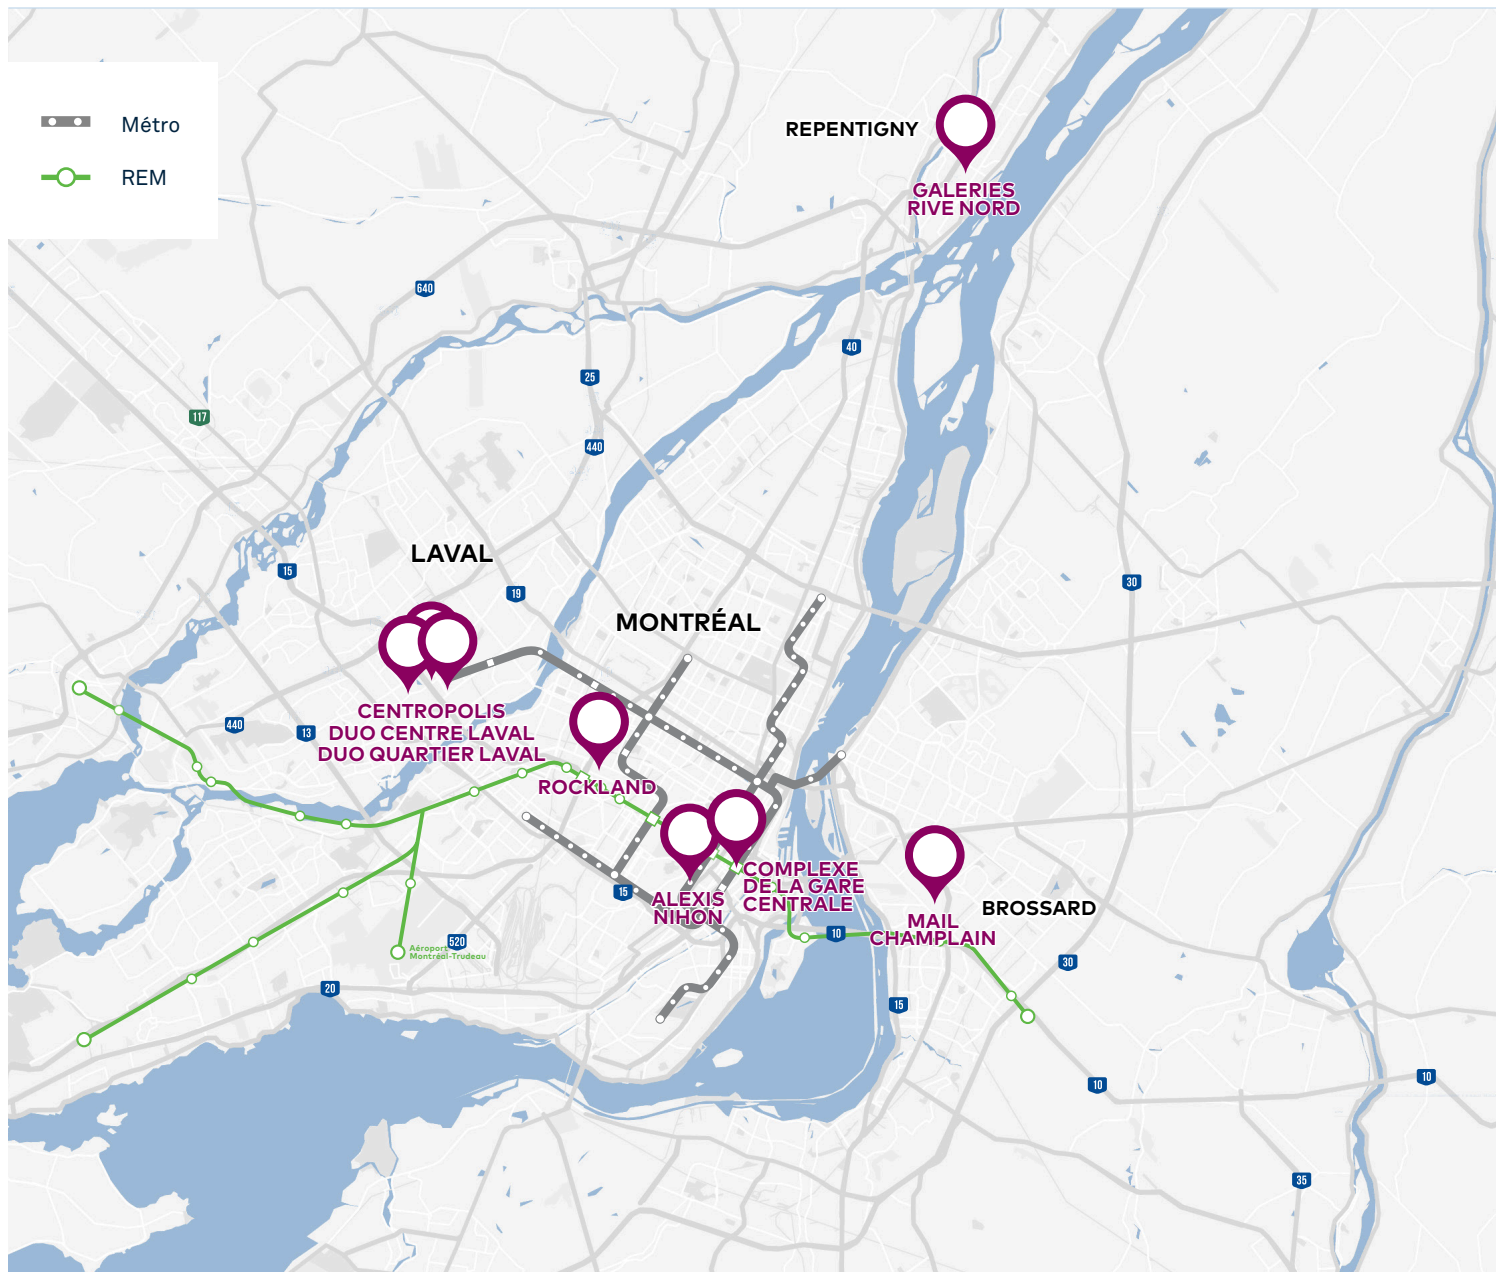 Métro
REM
REPENTIGNY
GALERIES
RIVE NORD
640
40
25
117
440
LAVAL
15
19
30
MONTRÉAL
CENTROPOLIS
DUO CENTRE LAVAL
DUO QUARTIER LAVAL
440
13
ROCKLAND
COMPLEXE
DE LA GARE
CENTRALE
15
ALEXIS
NIHON
BROSSARD
MAIL
CHAMPLAIN
10
520
Aéroport
Montréal-Trudeau
30
20
15
10
10
35